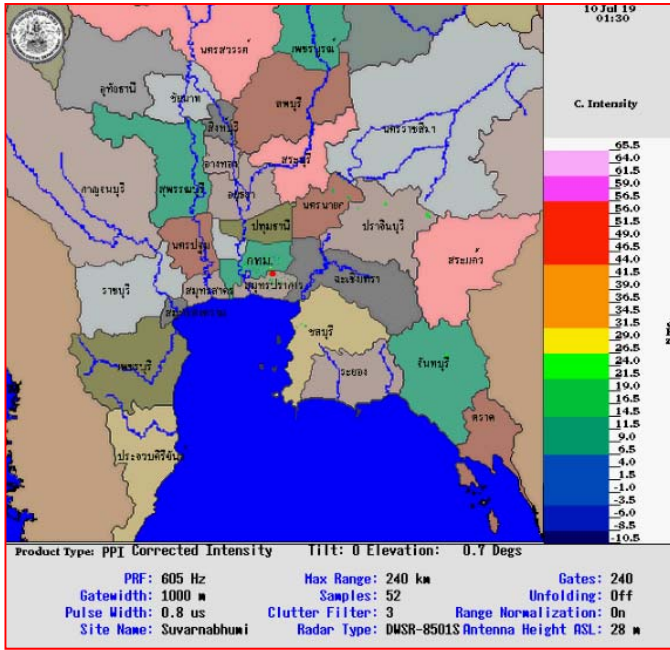 10 Jul 19
01:30
C. Intensity
นครสวรรค์
เพชรบูรณ์
อุทัยธานี
ชัยนาท
ลพบุรี
สิงห์บุรี
นครราชสีมา
อ่างทอง
สระบุรี
กาญจนบุรี
สุพรรณบุรี
อยุธยา
นครนายก
ปราจีนบุรี
ปทุมธานี
นครปฐม
กทม.
สระแก้ว
ราชบุรี
สมุทรสาคร
สมุทรปราการ
ฉะเชิงเทรา
ชลบุรี
เพชรบุรี
ระยอง
จันทบุรี
ตราด
ประจวบคีรีขันธ์
65.5
64.0
61.5
59.0
56.5
56.0
51.5
49.0
46.5
44.0
41.5
39.0
36.5
34.0
31.5
29.0
26.5
24.0
21.5
19.0
16.5
14.5
11.5
9.0
6.5
4.0
1.5
-1.0
-3.5
-6.0
-8.5
-10.5
Product Type: PPI Corrected Intensity Tilt: 0 Elevation: 0.7 Degs
PRF: 605 Hz Max Range: 240 km Gates: 240
Gatewidth: 1000 m Samples: 52 Unfolding: Off
Pulse Width: 0.8 us Clutter Filter: 3 Range Normalization: On
Site Name: Suvarnabhumi Radar Type: DWSR-8501S Antenna Height ASL: 28 m